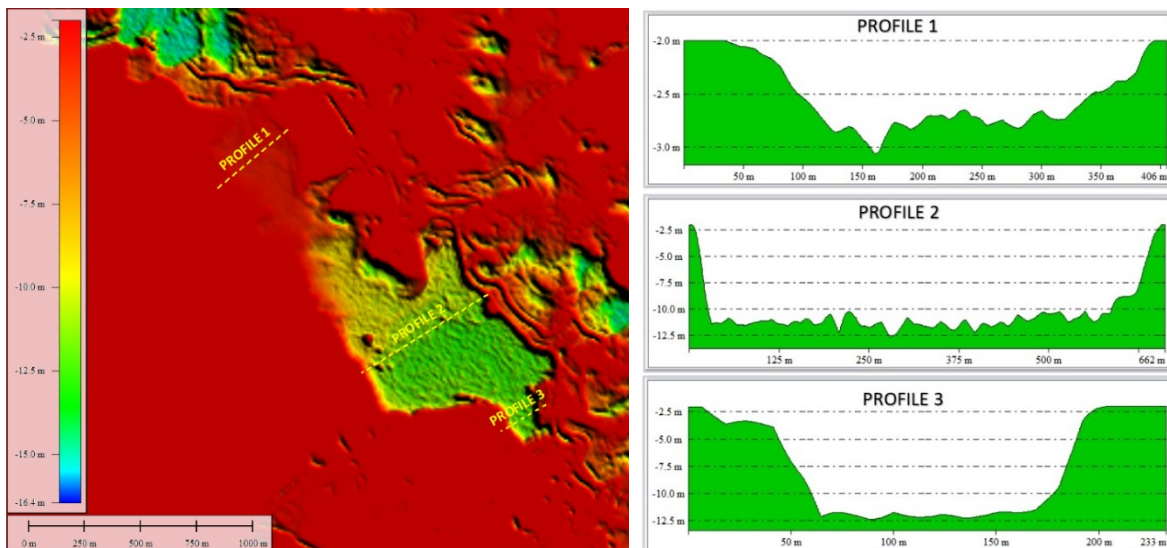 -2.5 m
-5.0 m
-7.5 m
-10.0 m
-12.5 m
-15.0 m
-16.4 m
0 m 250 m 500 m 750 m 1000 m
PROFILE 1
PROFILE 2
PROFILE 3
PROFILE 1
-2.0 m
-2.5 m
-3.0 m
50 m 100 m 150 m 200 m 250 m 300 m 350 m 406 m
PROFILE 2
-2.5 m
-5.0 m
-7.5 m
-10.0 m
-12.5 m
125 m 250 m 375 m 500 m 662 m
PROFILE 3
-2.5 m
-5.0 m
-7.5 m
-10.0 m
-12.5 m
50 m 100 m 150 m 200 m 233 m